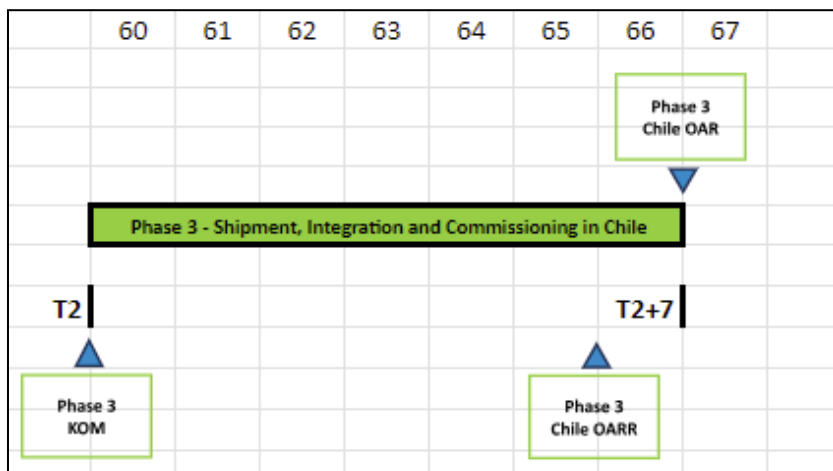 60 61 62 63 64 65 66 67
Phase 3
Chile OAR
Phase 3 - Shipment, Integration and Commissioning in Chile
T2 T2+7
Phase 3
KOM
Phase 3
Chile OARR